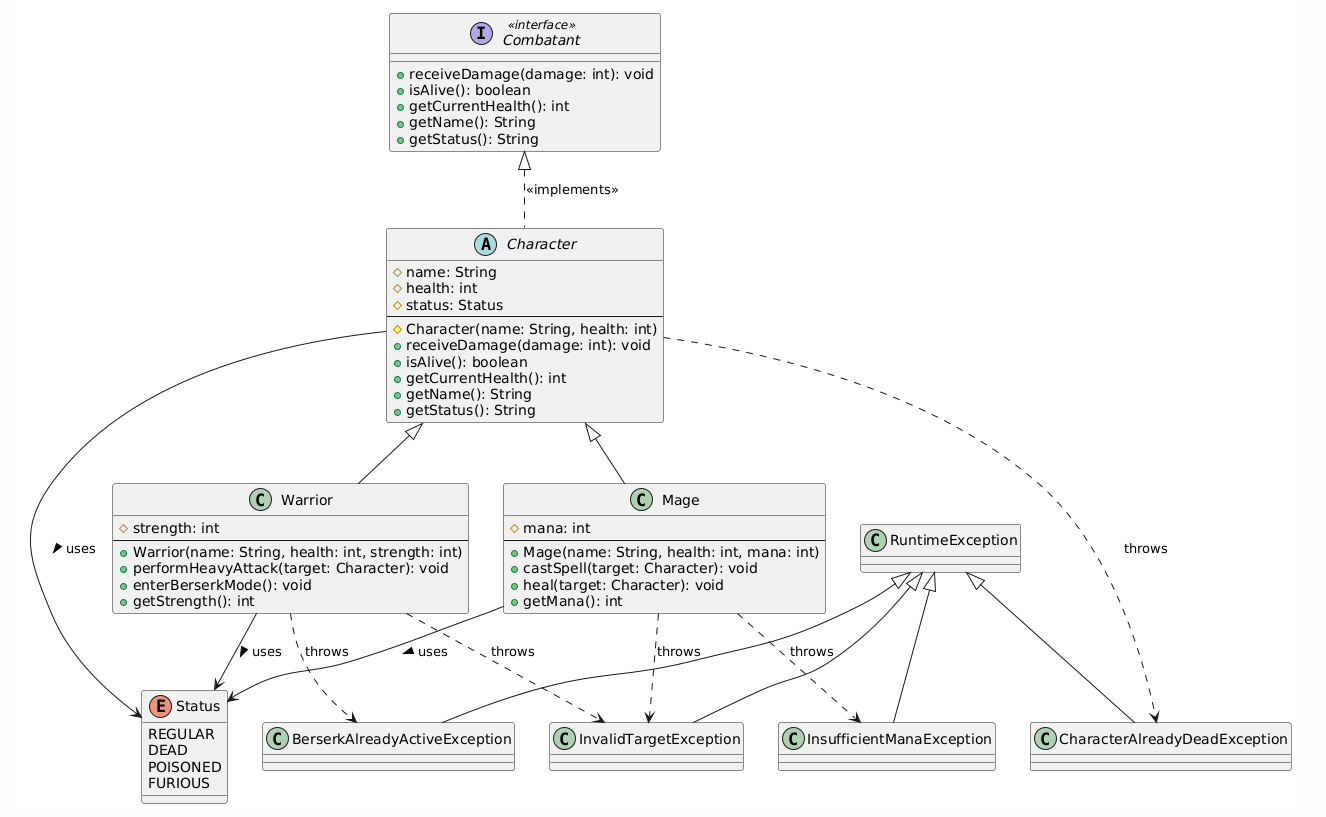 I
«interface»
Combatant
receiveDamage(damage: int): void
isAlive(): boolean
getCurrentHealth(): int
getName(): String
getStatus(): String
«implements»
A Character
name: String
health: int
status: Status
Character(name: String, health: int)
receiveDamage(damage: int): void
isAlive(): boolean
getCurrentHealth(): int
getName(): String
getStatus(): String
C Warrior
strength: int
Warrior(name: String, health: int, strength: int)
performHeavyAttack(target: Character): void
enterBerserkMode(): void
getStrength(): int
C Mage
mana: int
Mage(name: String, health: int, mana: int)
castSpell(target: Character): void
heal(target: Character): void
getMana(): int
C RuntimeException
uses
throws
uses
throws
uses
throws
throws
throws
E Status
REGULAR
DEAD
POISONED
FURIOUS
C BerserkAlreadyActiveException
C InvalidTargetException
C InsufficientManaException
C CharacterAlreadyDeadException